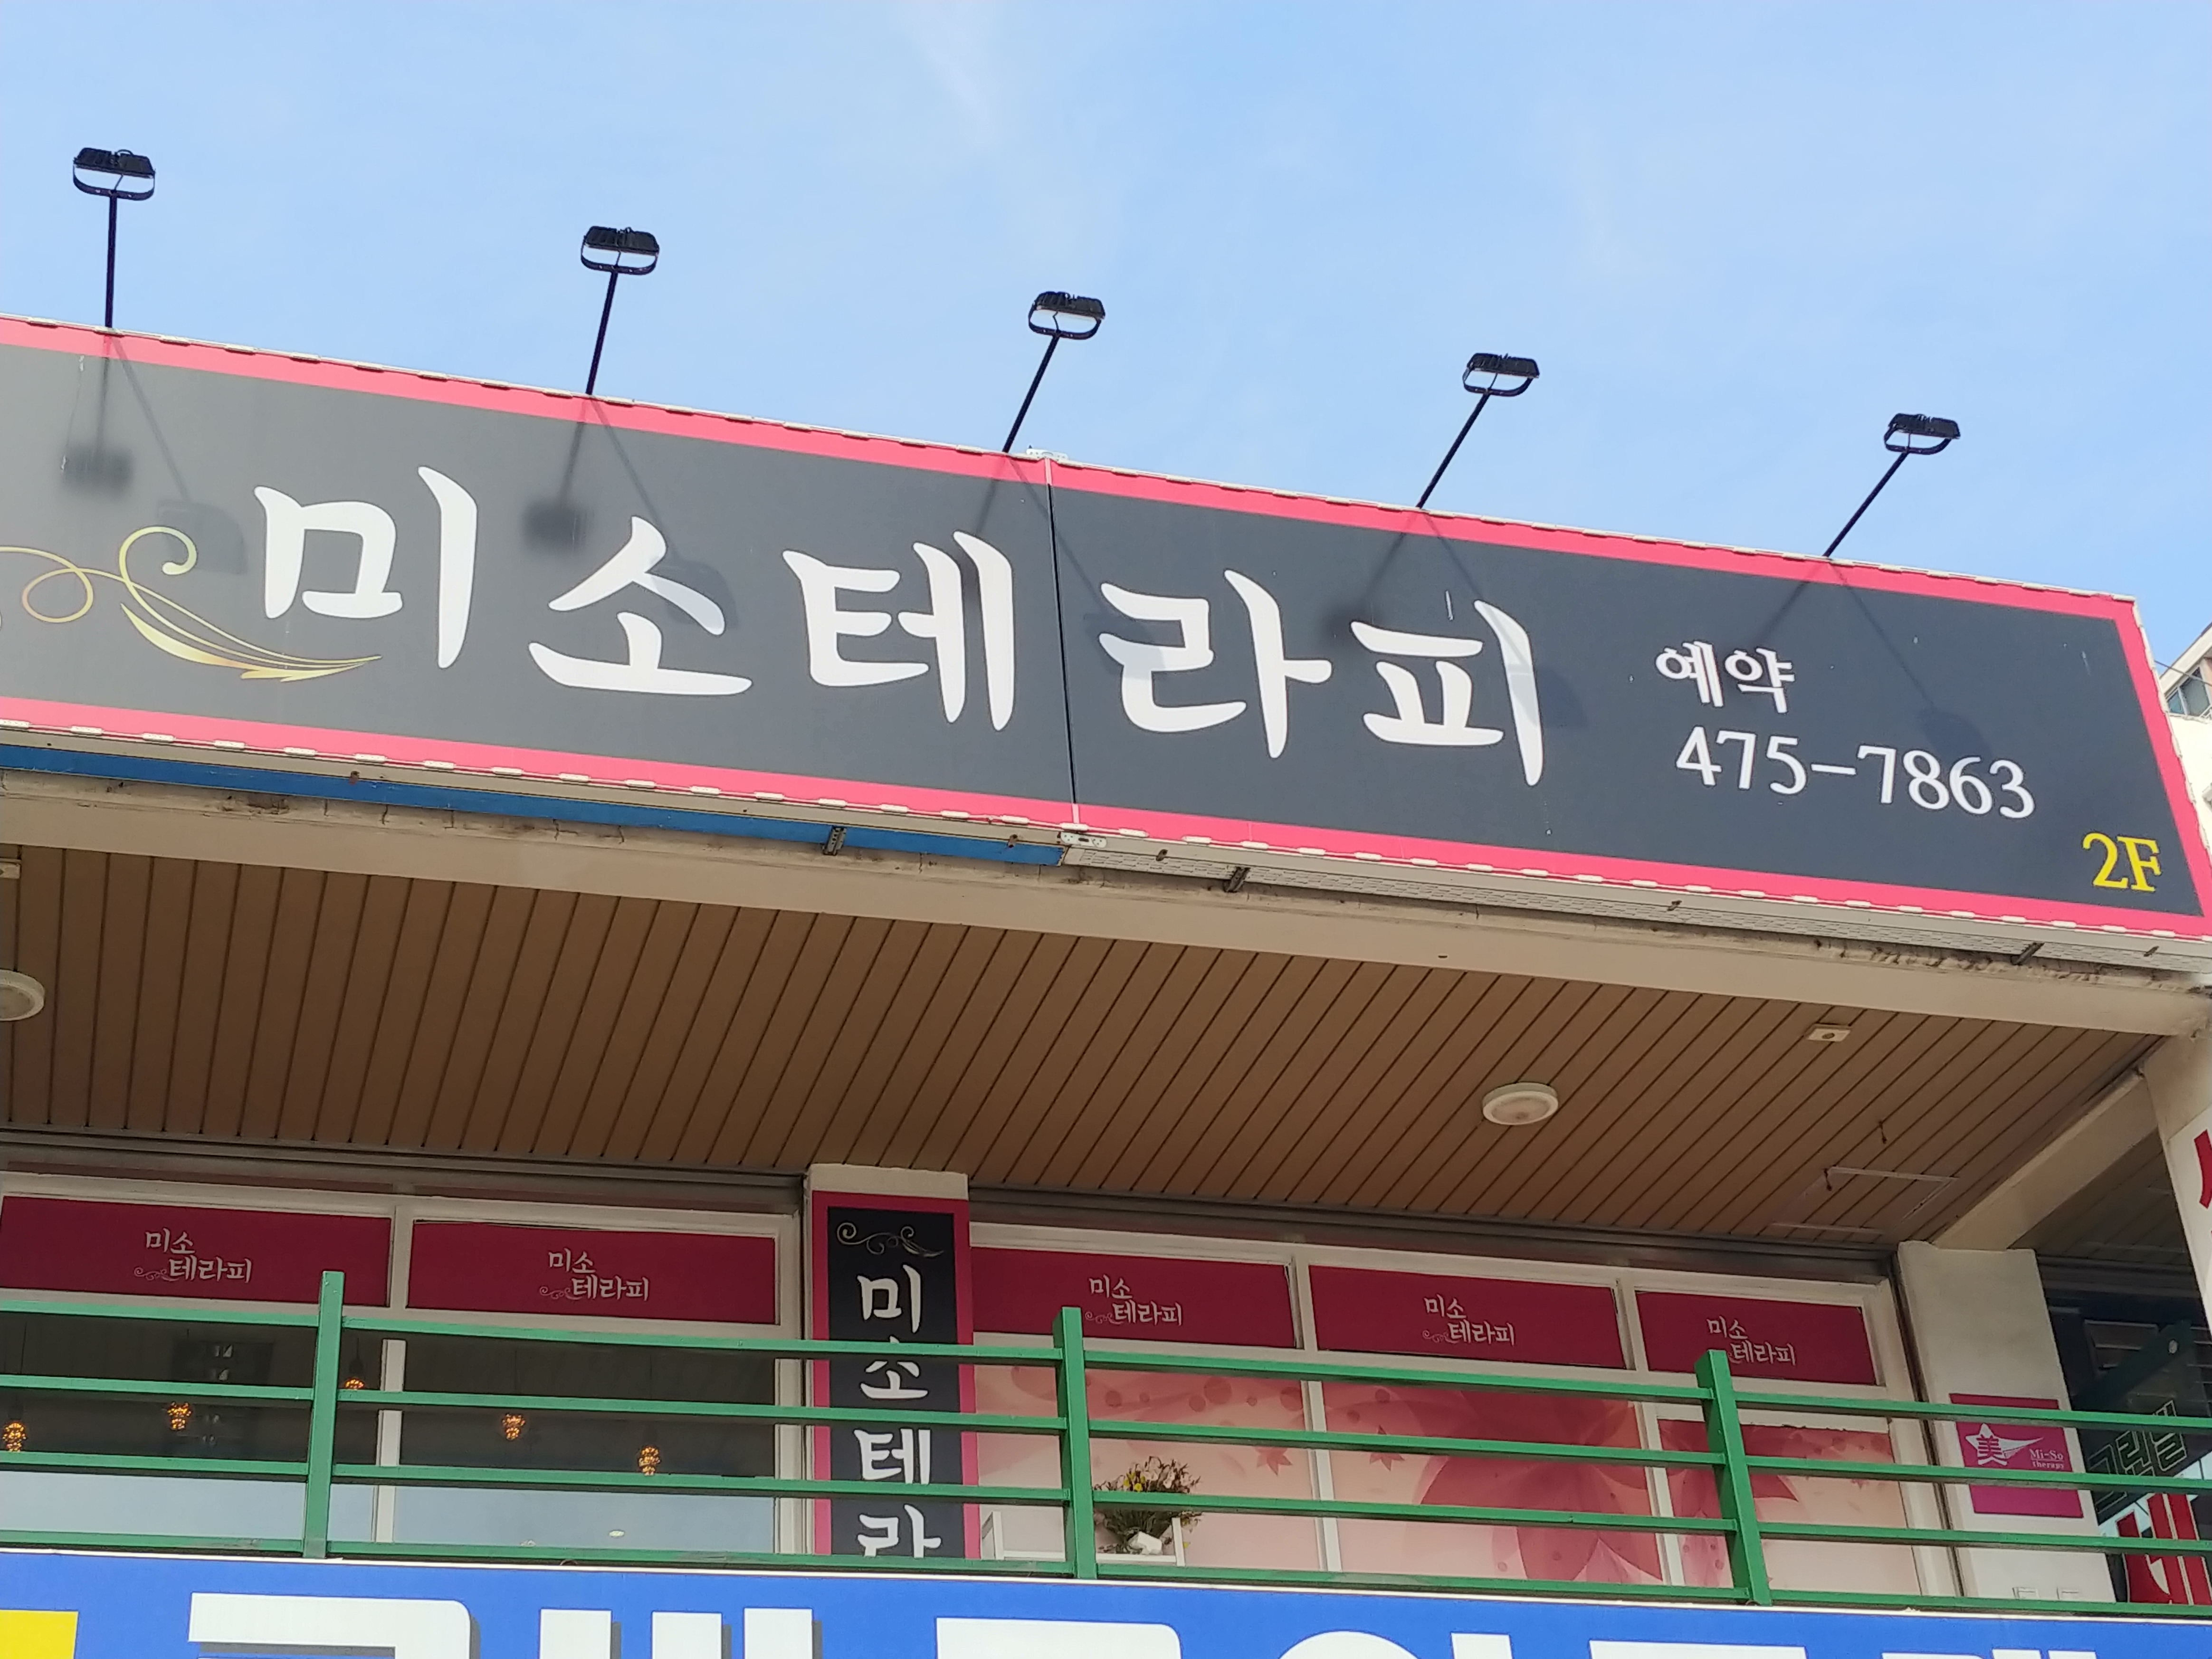 미소테라피
예약
475-7863
2F
미소
테라피
미소
테라피
미소
테라피
미소
테라피
미소
테라피
미소테라
美
Mi-So
therapy